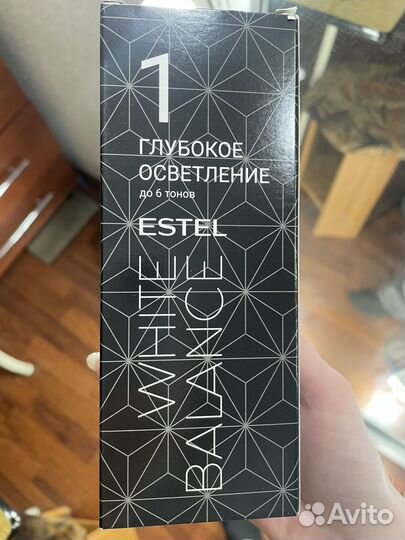 1
ГЛУБОКОЕ
ОСВЕТЛЕНИЕ
до 6 тонов
ESTEL
WHITE
BALANCE
Avito